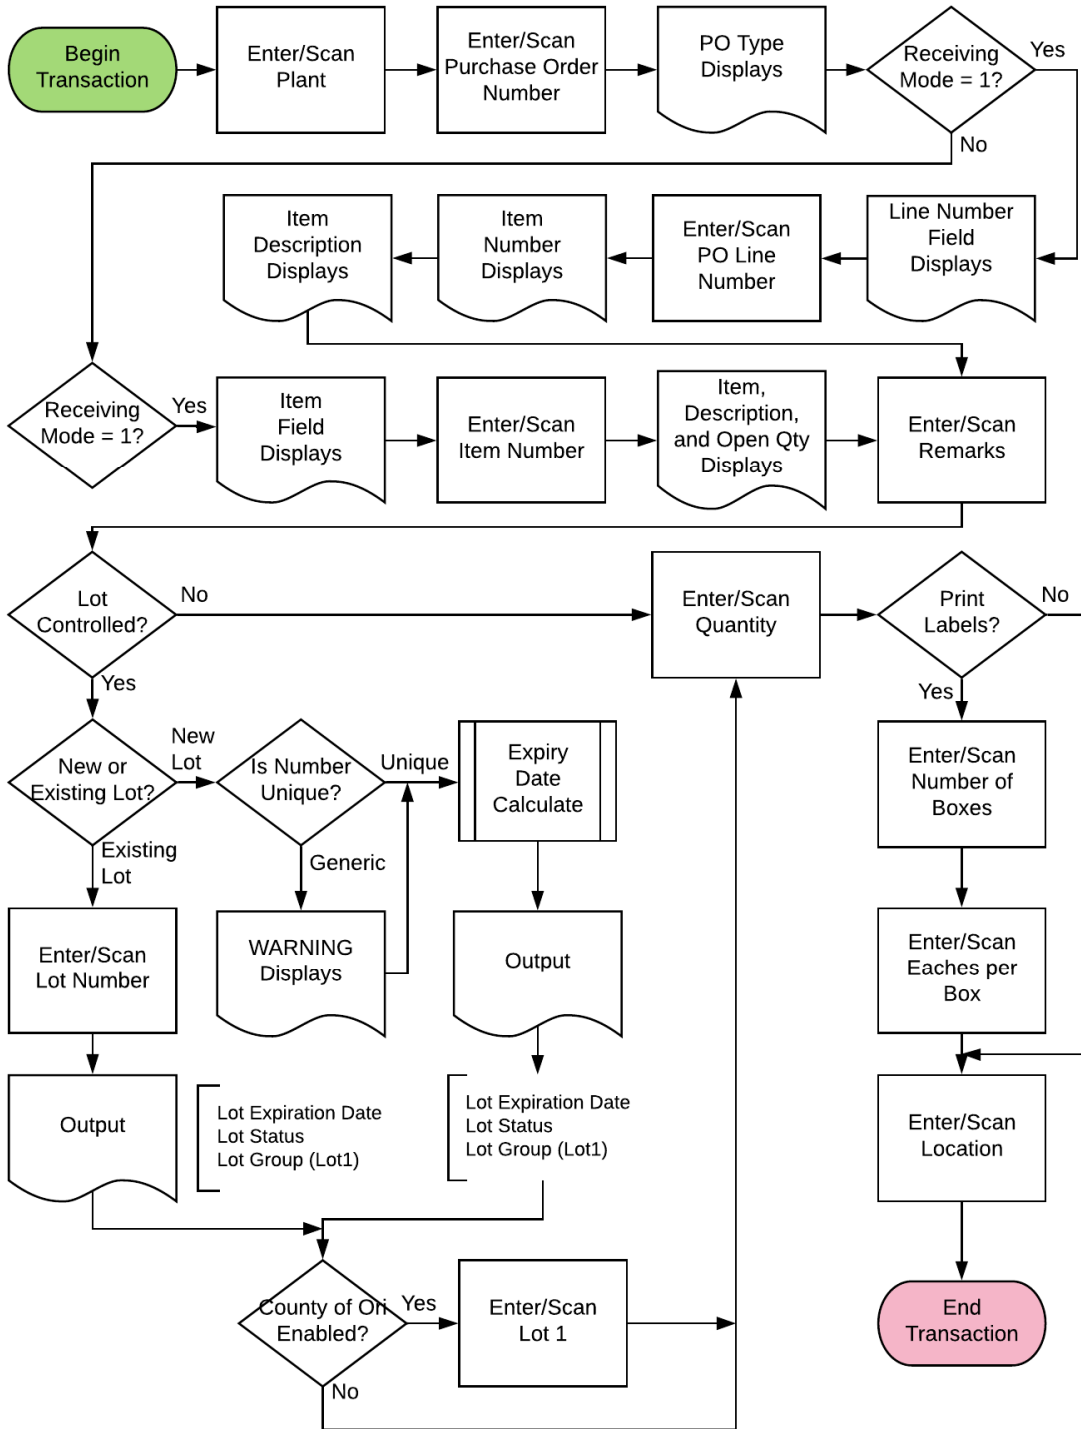 Begin
Transaction
Enter/Scan
Plant
Enter/Scan
Purchase Order
Number
PO Type
Displays
Receiving
Mode = 1?
Yes
No
Item
Description
Displays
Item
Number
Displays
Enter/Scan
PO Line
Number
Line Number
Field
Displays
Receiving
Mode = 1?
Yes
Item
Field
Displays
Enter/Scan
Item Number
Item,
Description,
and Open Qty
Displays
Enter/Scan
Remarks
Lot
Controlled?
No
Yes
Enter/Scan
Quantity
Print
Labels?
No
Yes
New or
Existing Lot?
New
Lot
Existing
Lot
Is Number
Unique?
Unique
Generic
Expiry
Date
Calculate
Enter/Scan
Number of
Boxes
Enter/Scan
Lot Number
WARNING
Displays
Output
Enter/Scan
Eaches per
Box
Output
Lot Expiration Date
Lot Status
Lot Group (Lot1)
Lot Expiration Date
Lot Status
Lot Group (Lot1)
Enter/Scan
Location
County of Ori
Enabled?
Yes
No
Enter/Scan
Lot 1
End
Transaction